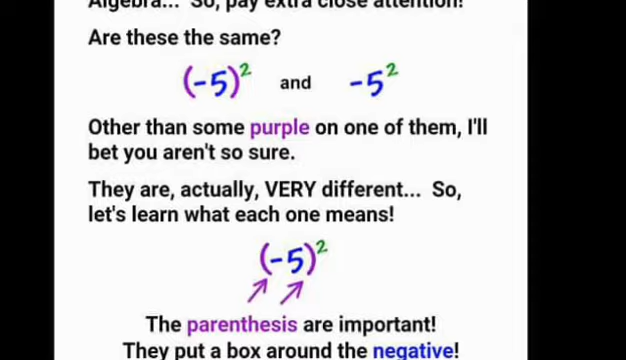 Algebra... So, pay extra close attention!
Are these the same?
(-5)² and -5²
Other than some purple on one of them, I'll
bet you aren't so sure.
They are, actually, VERY different... So,
let's learn what each one means!
(-5)²
The parenthesis are important!
They put a box around the negative!